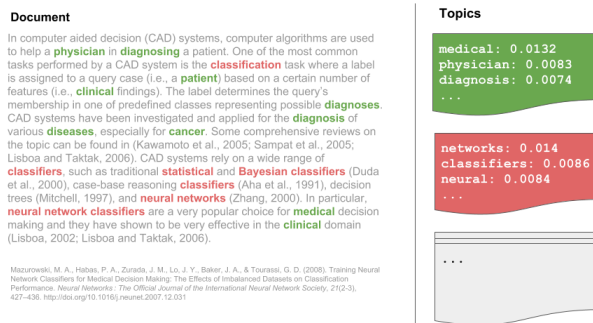 Document
In computer aided decision (CAD) systems, computer algorithms are used
to help a physician in diagnosing a patient. One of the most common
tasks performed by a CAD system is the classification task where a label
is assigned to a query case (i.e., a patient) based on a certain number of
features (i.e., clinical findings). The label determines the query's
membership in one of predefined classes representing possible diagnoses.
CAD systems have been investigated and applied for the diagnosis of
various diseases, especially for cancer. Some comprehensive reviews on
the topic can be found in (Kawamoto et al., 2005; Sampat et al., 2005;
Lisboa and Taktak, 2006). CAD systems rely on a wide range of
classifiers, such as traditional statistical and Bayesian classifiers (Duda
et al., 2000), case-base reasoning classifiers (Aha et al., 1991), decision
trees (Mitchell, 1997), and neural networks (Zhang, 2000). In particular,
neural network classifiers are a very popular choice for medical decision
making and they have shown to be very effective in the clinical domain
(Lisboa, 2002; Lisboa and Taktak, 2006).
Mazurowski, M. A., Habas, P. A., Zurada, J. M., Lo, J. Y., Baker, J. A., & Tourassi, G. D. (2008). Training Neural
Network Classifiers for Medical Decision Making: The Effects of Imbalanced Datasets on Classification
Performance. Neural Networks : The Official Journal of the International Neural Network Society, 21(2-3),
427–436. http://doi.org/10.1016/j.neunet.2007.12.031
Topics
medical: 0.0132
physician: 0.0083
diagnosis: 0.0074
...
networks: 0.014
classifiers: 0.0086
neural: 0.0084
...
...